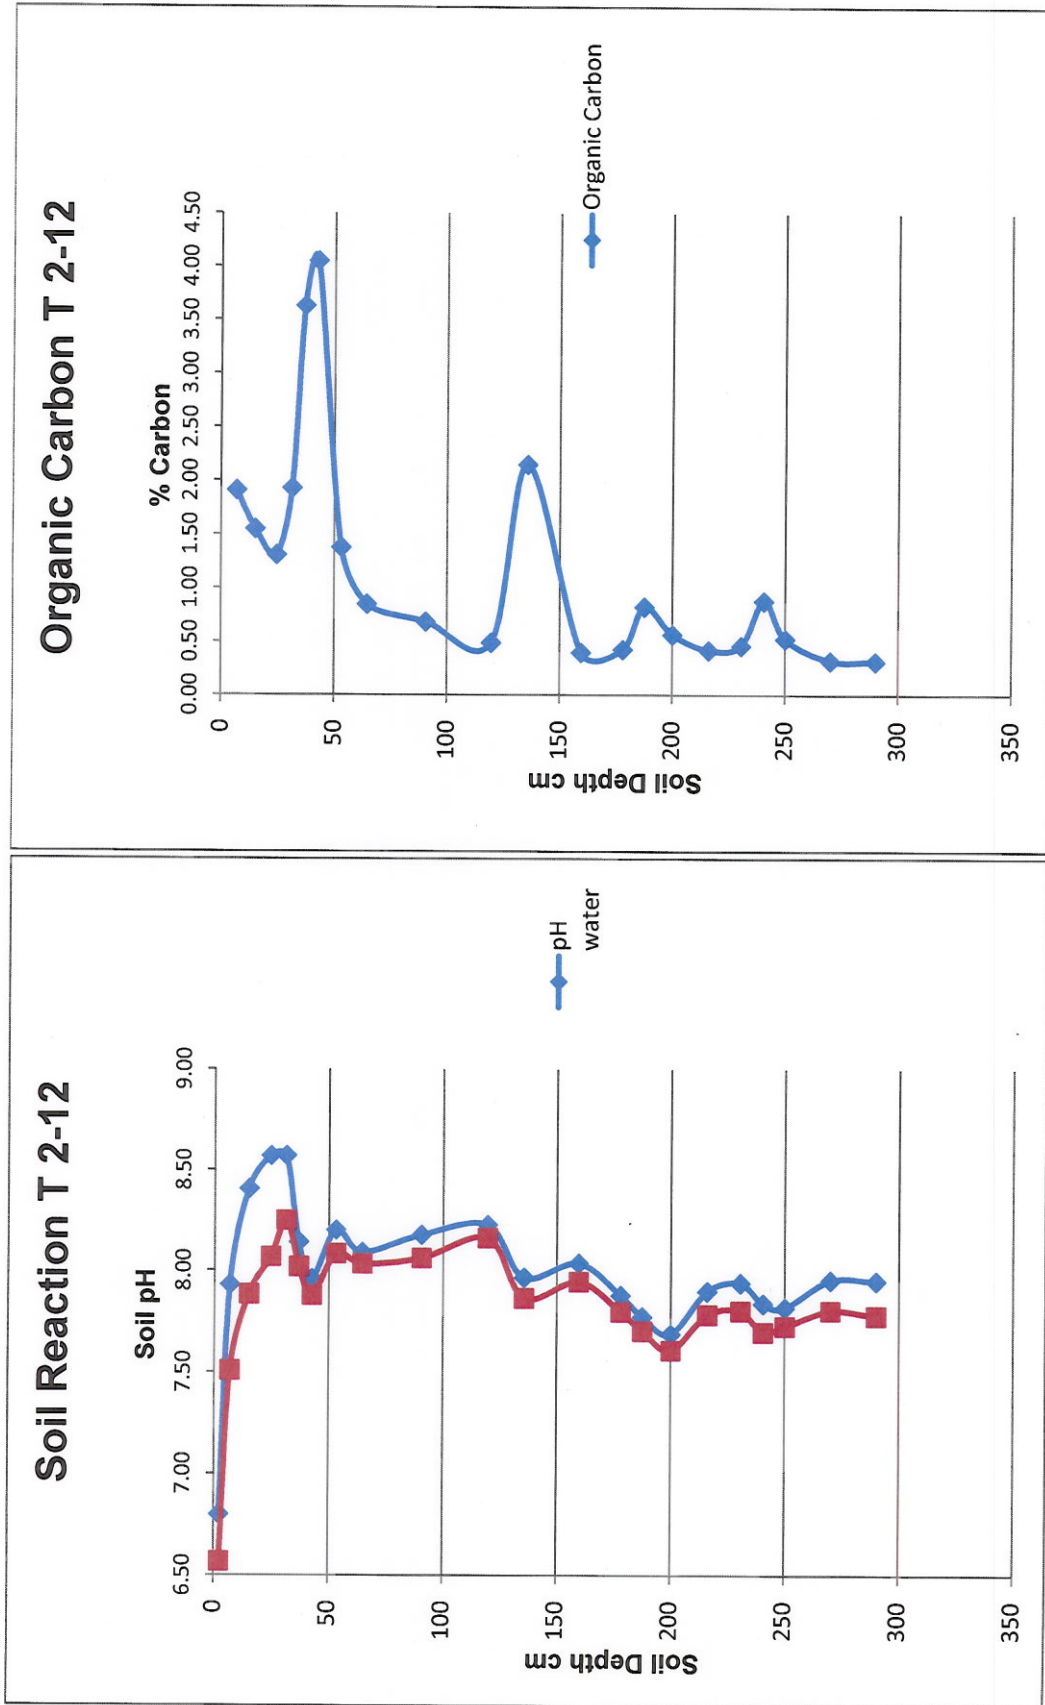 Soil Reaction T 2-12
Soil pH
6.50 7.00 7.50 8.00 8.50 9.00
0
50
100
150
200
250
300
350
Soil Depth cm
pH
water
Organic Carbon T 2-12
% Carbon
0.00 0.50 1.00 1.50 2.00 2.50 3.00 3.50 4.00 4.50
0
50
100
150
200
250
300
350
Soil Depth cm
Organic Carbon